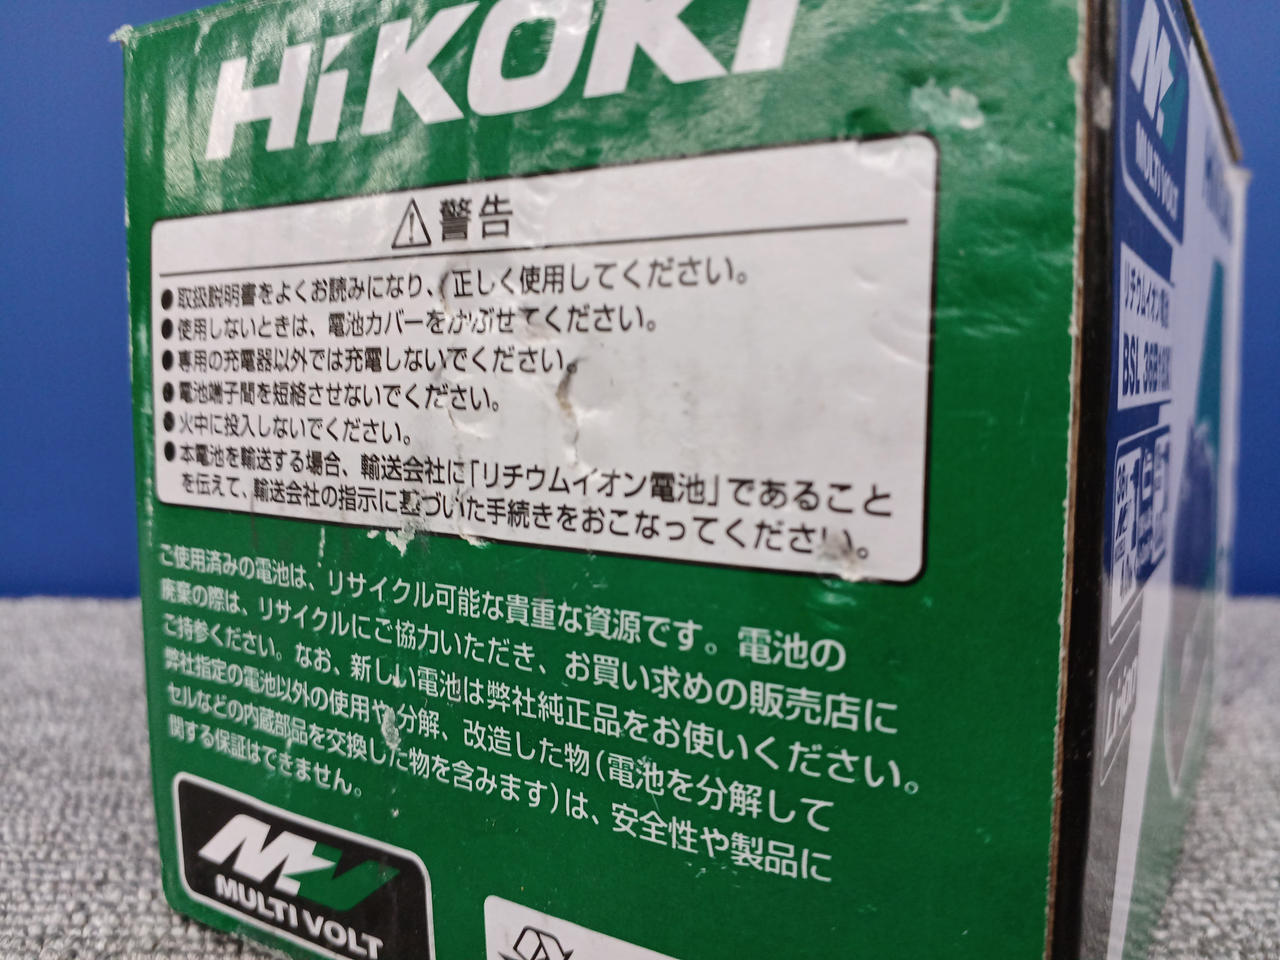 HiKOKI
⚠警告
●取扱説明書をよくお読みになり、正しく使用してください。
●使用しないときは、電池カバーをかぶせてください。
●専用の充電器以外では充電しないでください。
●電池端子間を短絡させないでください。
●火中に投入しないでください。
●本電池を輸送する場合、輸送会社に「リチウムイオン電池」であること
を伝えて、輸送会社の指示に基づいた手続きをおこなってください。
ご使用済みの電池は、リサイクル可能な貴重な資源です。電池の
廃棄の際は、リサイクルにご協力いただき、お買い求めの販売店に
ご持参ください。なお、新しい電池は弊社純正品をお使いください。
弊社指定の電池以外の使用や分解、改造した物(電池を分解して
セルなどの内蔵部品を交換した物を含みます)は、安全性や製品に
関する保証はできません。
MV
MULTI VOLT
MV
MULTI VOLT
リチウムイオン電池
BSL